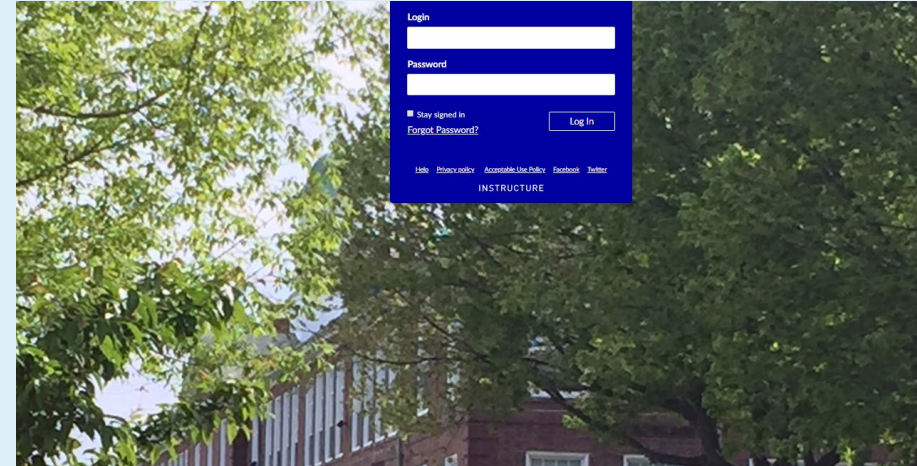 Login
Password
Stay signed in
Log In
Forgot Password?
Help Privacy policy Acceptable Use Policy Facebook Twitter
INSTRUCTURE